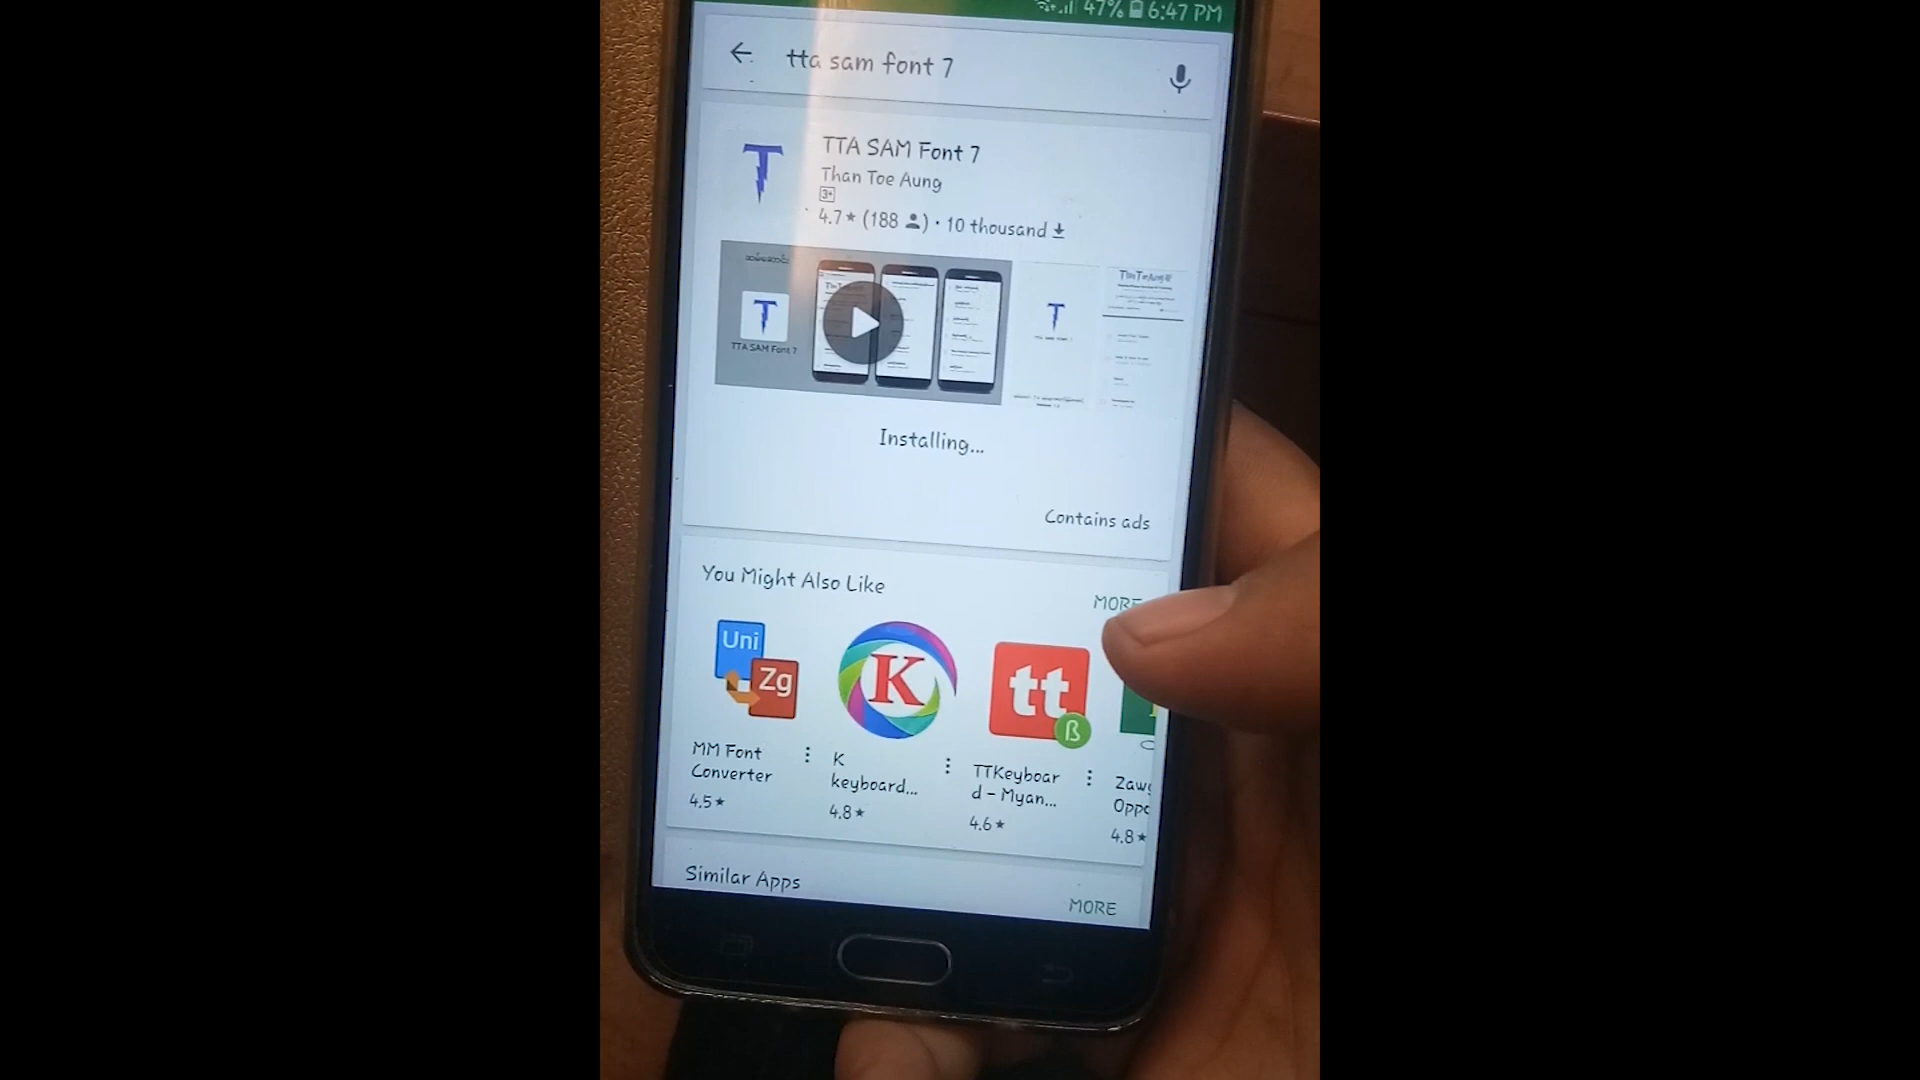 47% 6:47 PM
tta sam font 7
TTA SAM Font 7
Than Toe Aung
3+
4.7★ (188 ) · 10 thousand
T
TTA SAM Font 7
T
Installing...
Contains ads
You Might Also Like
MORE
Uni
Zg
K
tt
ß
MM Font
Converter
4.5★
K
keyboard...
4.8★
TTKeyboar
d - Myan...
4.6★
Zawg
Oppo
4.8★
Similar Apps
MORE